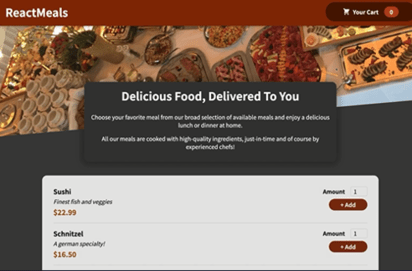 ReactMeals
Your Cart 0
Delicious Food, Delivered To You
Choose your favorite meal from our broad selection of available meals and enjoy a delicious
lunch or dinner at home.
All our meals are cooked with high-quality ingredients, just-in-time and of course by
experienced chefs!
Sushi
Amount 1
Finest fish and veggies
$22.99
+ Add
Schnitzel
Amount 1
A german specialty!
$16.50
+ Add